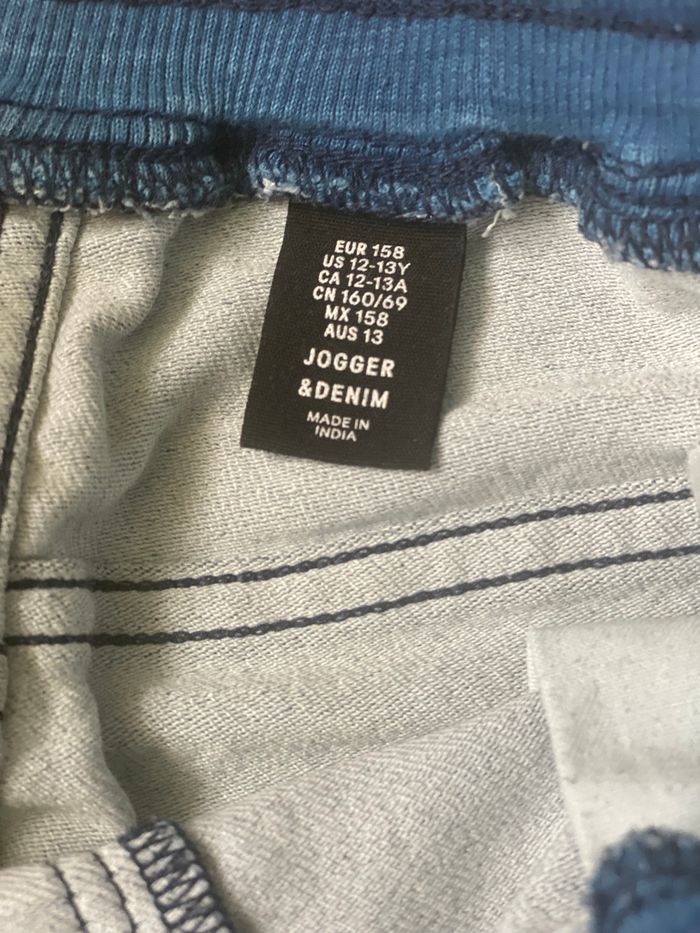 EUR 158
US 12-13Y
CA 12-13A
CN 160/69
MX 158
AUS 13
JOGGER
&DENIM
MADE IN
INDIA